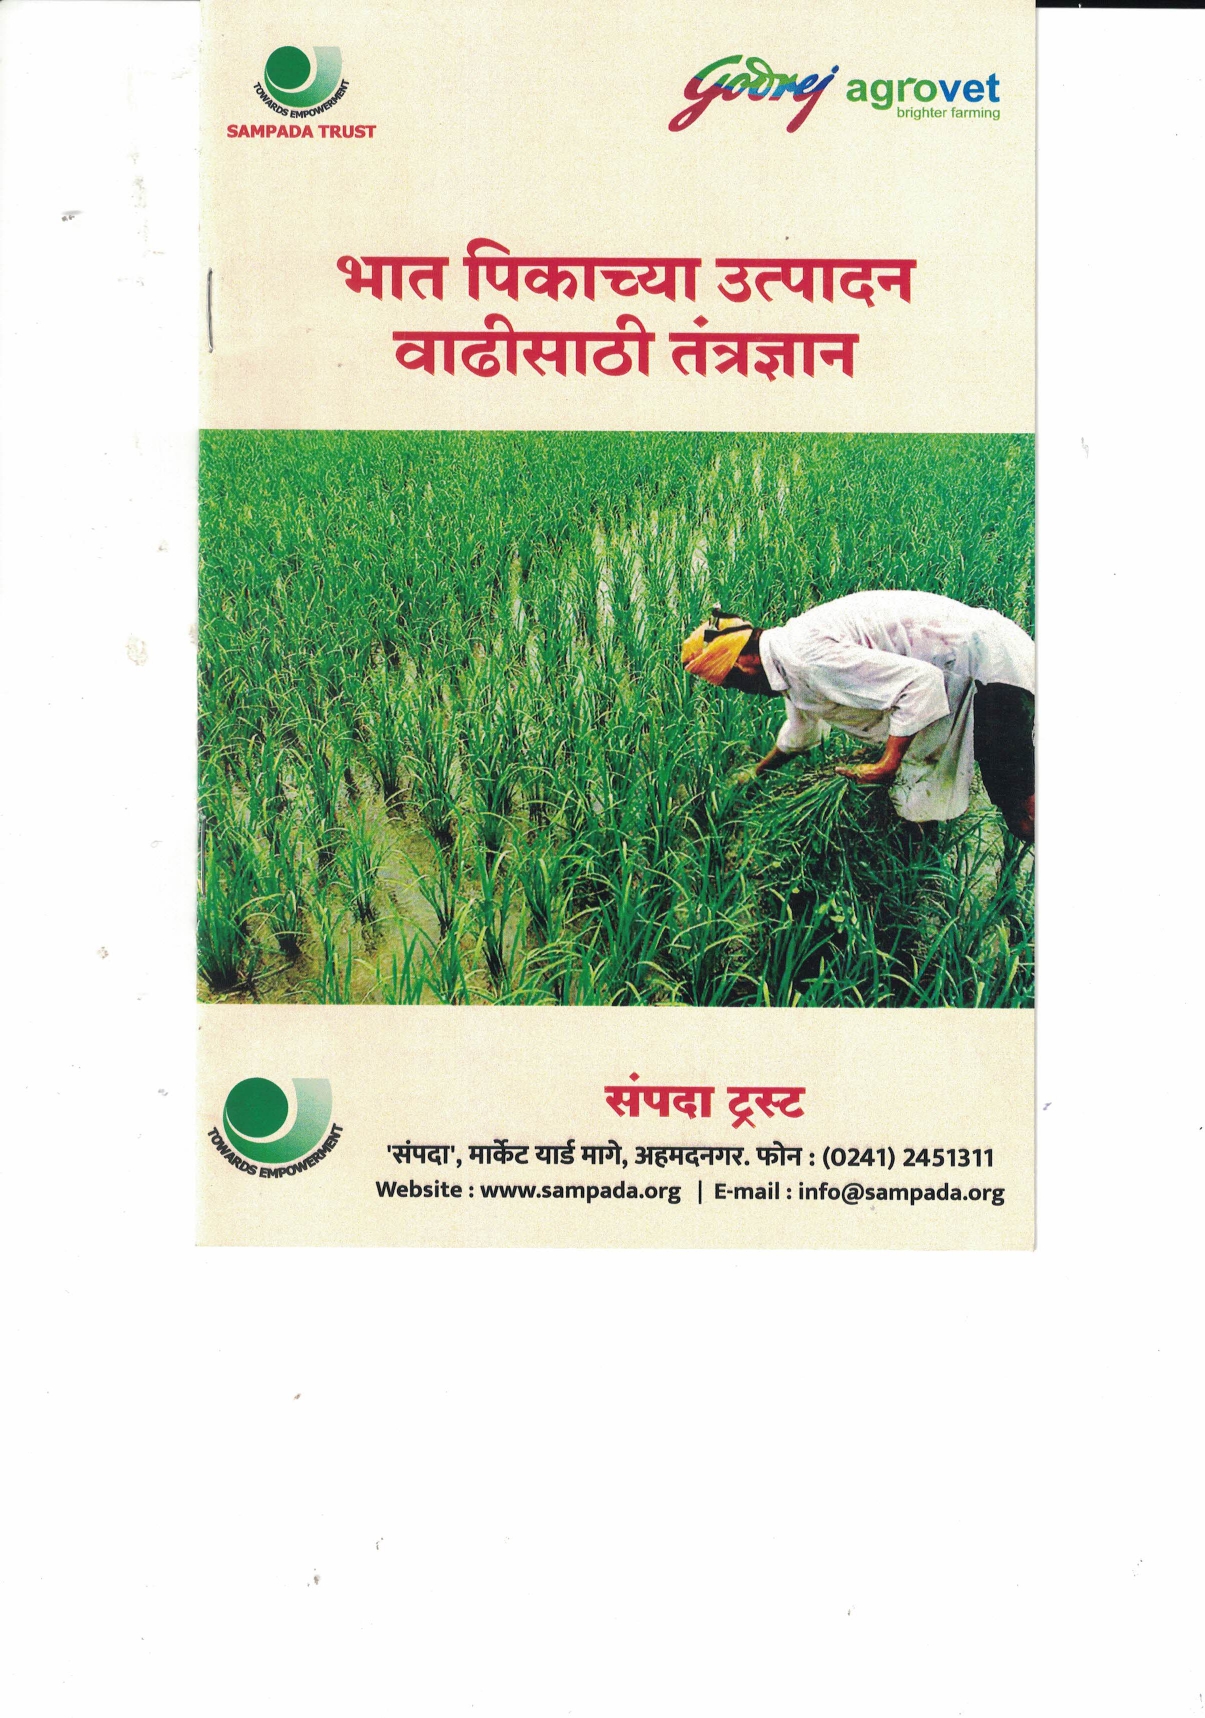 TOWARDS EMPOWERMENT
SAMPADA TRUST
Godrej agrovet
brighter farming
भात पिकाच्या उत्पादन
वाढीसाठी तंत्रज्ञान
TOWARDS EMPOWERMENT
संपदा ट्रस्ट
'संपदा', मार्केट यार्ड मागे, अहमदनगर. फोन : (0241) 2451311
Website : www.sampada.org | E-mail : info@sampada.org